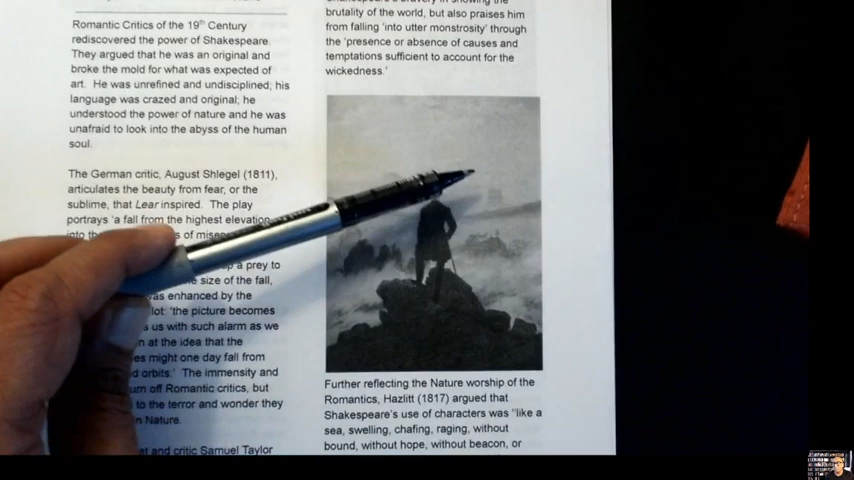 Romantic Critics of the 19th Century
rediscovered the power of Shakespeare.
They argued that he was an original and
broke the mold for what was expected of
art. He was unrefined and undisciplined; his
language was crazed and original; he
understood the power of nature and he was
unafraid to look into the abyss of the human
soul.
The German critic, August Shlegel (1811),
articulates the beauty from fear, or the
sublime, that Lear inspired. The play
portrays 'a fall from the highest elevation
into the s of
up a prey to
e size of the fall,
was enhanced by the
lot: 'the picture becomes
s us with such alarm as we
n at the idea that the
es might one day fall from
d orbits.' The immensity and
urn off Romantic critics, but
to the terror and wonder they
n Nature.
et and critic Samuel Taylor
brutality of the world, but also praises him
from falling 'into utter monstrosity' through
the 'presence or absence of causes and
temptations sufficient to account for the
wickedness.'
Further reflecting the Nature worship of the
Romantics, Hazlitt (1817) argued that
Shakespeare's use of characters was "like a
sea, swelling, chafing, raging, without
bound, without hope, without beacon, or